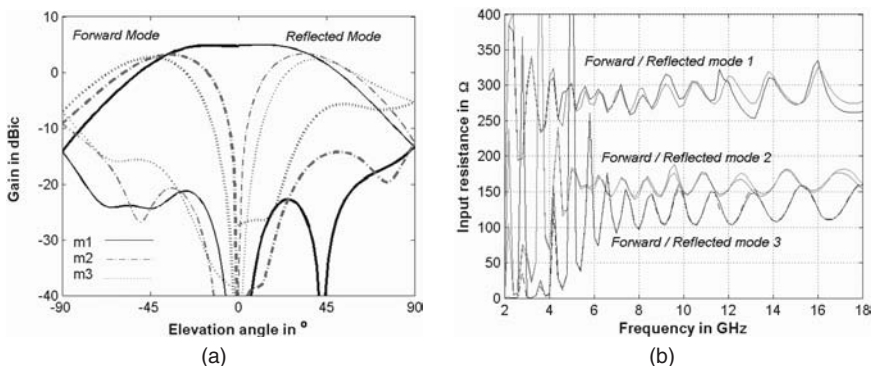 Forward Mode
Reflected Mode
10
0
-10
-20
-30
40
Gain in dBic
m1
m2
m3
-90
-45
0
45
90
Elevation angle in º
(a)
400
350
300
250
200
150
100
50
0
Input resistance in Ω
Forward / Reflected mode 1
Forward / Reflected mode 2
Forward / Reflected mode 3
2
4
6
8
10
12
14
16
18
Frequency in GHz
(b)